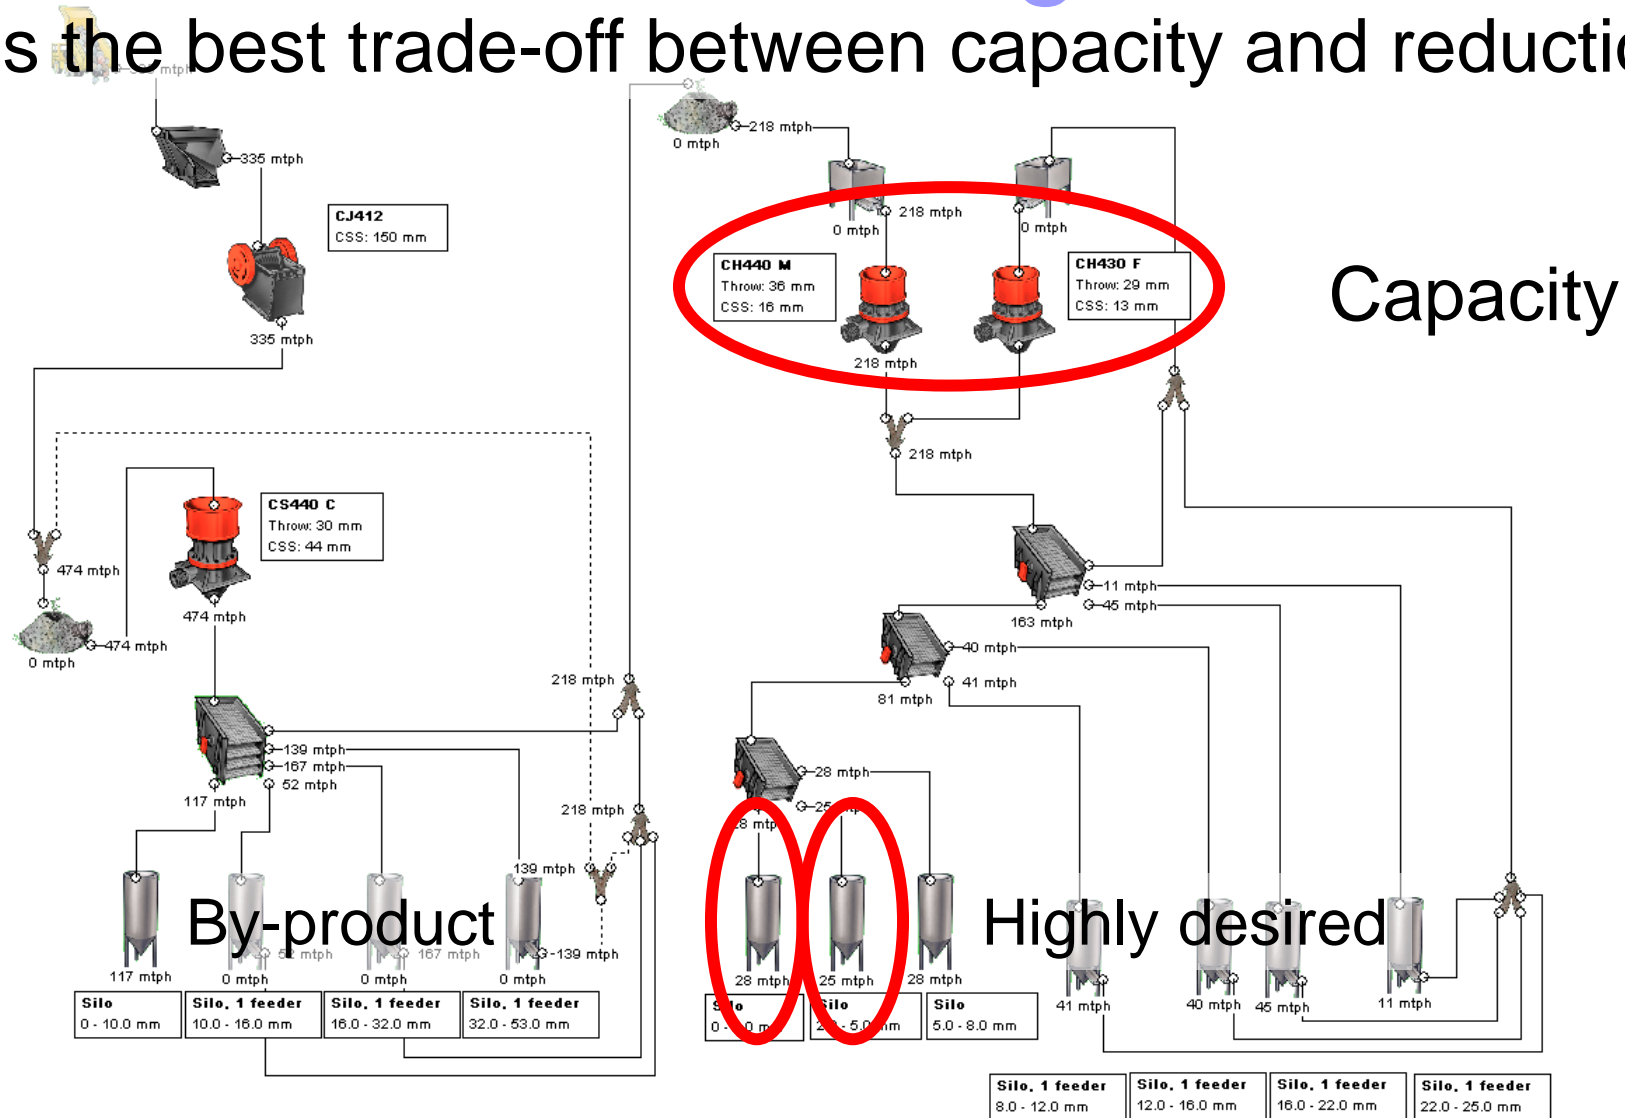 s the best trade-off between capacity and reductio
335 mtph
CJ412
CSS: 150 mm
335 mtph
218 mtph
0 mtph
218 mtph
0 mtph
0 mtph
CH440 M
Throw: 36 mm
CSS: 16 mm
CH430 F
Throw: 29 mm
CSS: 13 mm
Capacity
218 mtph
218 mtph
CS440 C
Throw: 30 mm
CSS: 44 mm
474 mtph
474 mtph
474 mtph
0 mtph
11 mtph
45 mtph
163 mtph
40 mtph
41 mtph
81 mtph
218 mtph
139 mtph
167 mtph
52 mtph
117 mtph
218 mtph
28 mtph
139 mtph
By-product
Highly desired
52 mtph
167 mtph
139 mtph
117 mtph
0 mtph
0 mtph
0 mtph
28 mtph
25 mtph
28 mtph
41 mtph
40 mtph
45 mtph
11 mtph
Silo
0 - 10.0 mm
Silo, 1 feeder
10.0 - 16.0 mm
Silo, 1 feeder
16.0 - 32.0 mm
Silo, 1 feeder
32.0 - 53.0 mm
Silo
Silo
Silo
5.0 - 8.0 mm
Silo, 1 feeder
8.0 - 12.0 mm
Silo, 1 feeder
12.0 - 16.0 mm
Silo, 1 feeder
16.0 - 22.0 mm
Silo, 1 feeder
22.0 - 25.0 mm